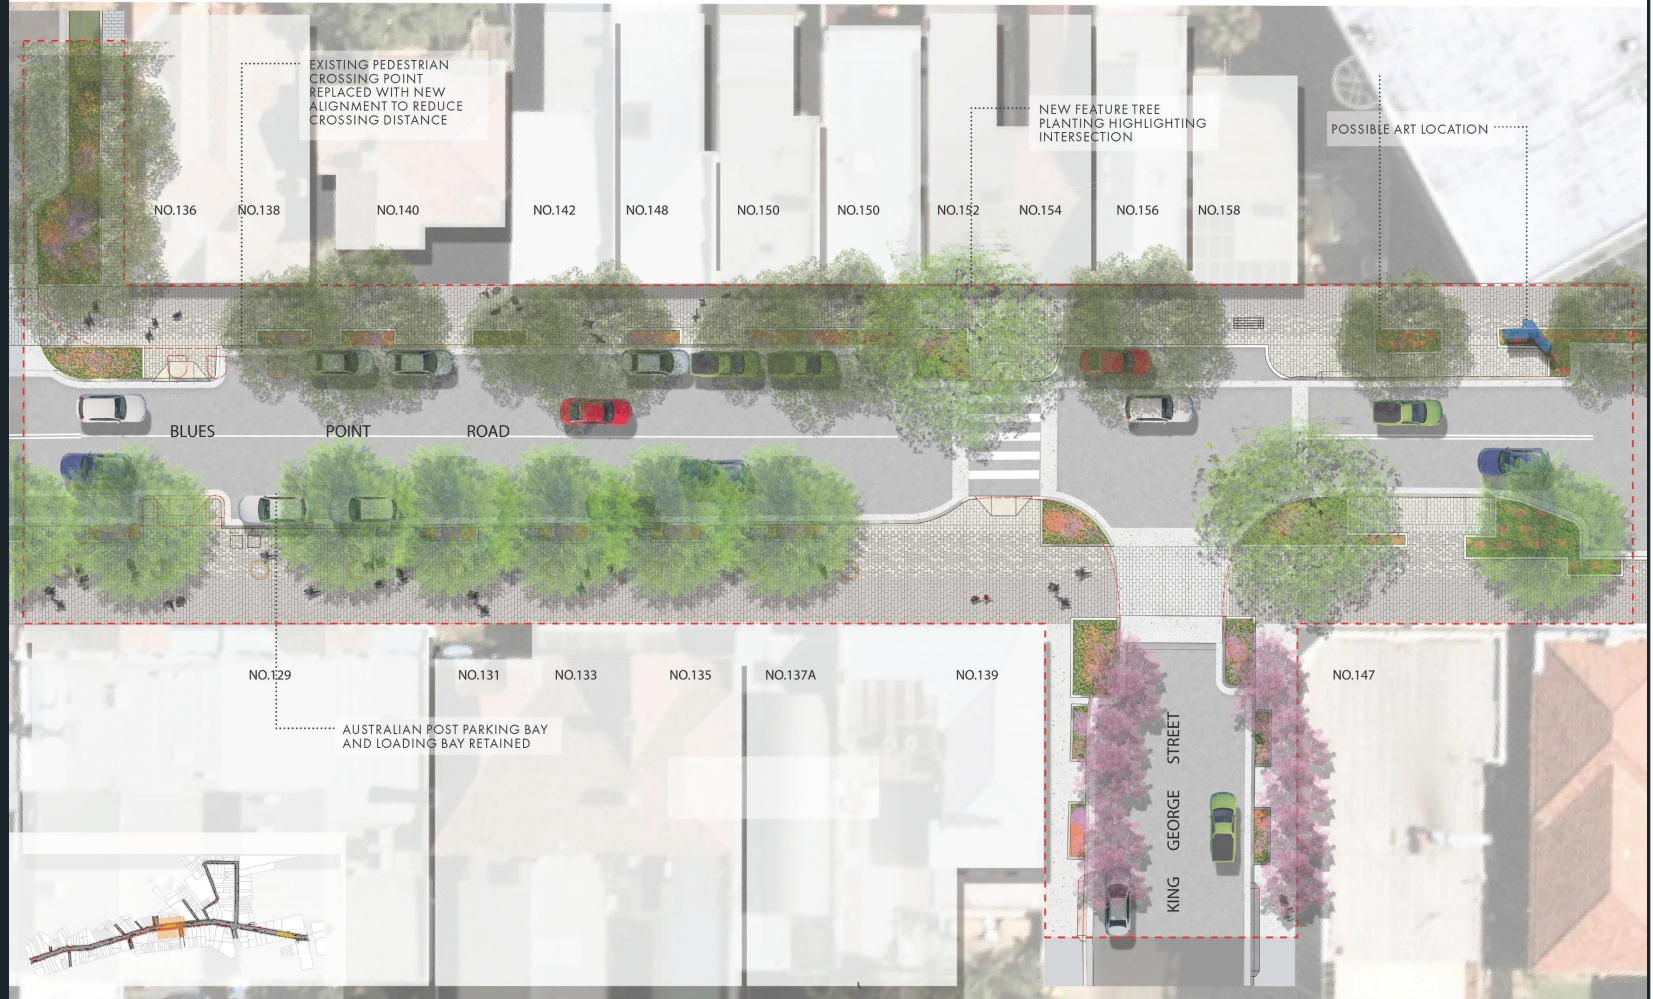 EXISTING PEDESTRIAN
CROSSING POINT
REPLACED WITH NEW
ALIGNMENT TO REDUCE
CROSSING DISTANCE
NEW FEATURE TREE
PLANTING HIGHLIGHTING
INTERSECTION
POSSIBLE ART LOCATION
NO.136
NO.138
NO.140
NO.142
NO.148
NO.150
NO.150
NO.152
NO.154
NO.156
NO.158
BLUES POINT ROAD
NO.129
NO.131
NO.133
NO.135
NO.137A
NO.139
NO.147
AUSTRALIAN POST PARKING BAY
AND LOADING BAY RETAINED
KING GEORGE STREET